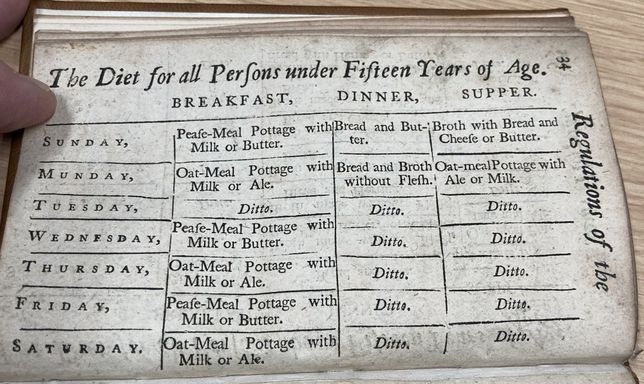 The Diet for all Perſons under Fifteen Years of Age.
34
BREAKFAST, DINNER, SUPPER.
SUNDAY, Peaſe-Meal Pottage with Bread and But- Broth with Bread and
Milk or Butter. ter. Cheeſe or Butter.
MUNDAY, Oat-Meal Pottage with Bread and Broth Oat-meal Pottage with
Milk or Ale. without Fleſh. Ale or Milk.
TUESDAY, Ditto. Ditto. Ditto.
WEDNESDAY, Peaſe-Meal Pottage with Ditto. Ditto.
Milk or Butter.
THURSDAY, Oat-Meal Pottage with Ditto. Ditto.
Milk or Ale.
FRIDAY, Peaſe-Meal Pottage with Ditto. Ditto.
Milk or Butter.
SATURDAY. Oat-Meal Pottage with Ditto. Ditto.
Milk or Ale.
Regulations of the